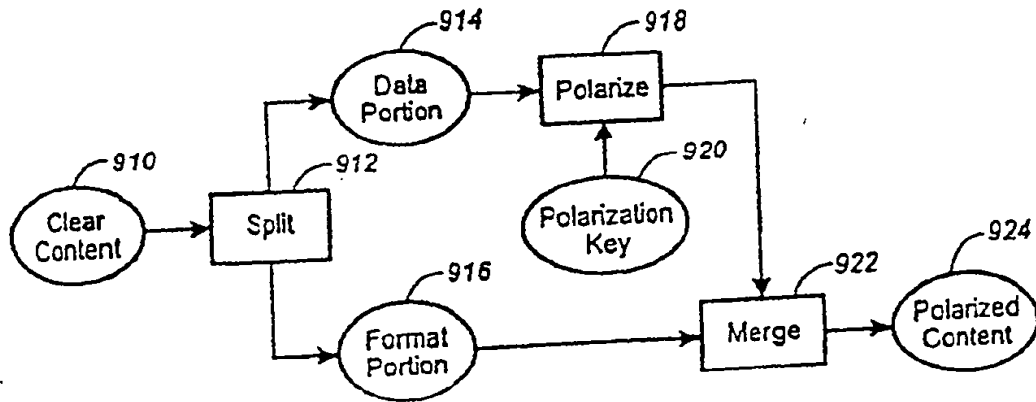 914
Data
Portion
918
Polarize
910
Clear
Content
912
Split
920
Polarization
Key
916
Format
Portion
922
Merge
924
Polarized
Content